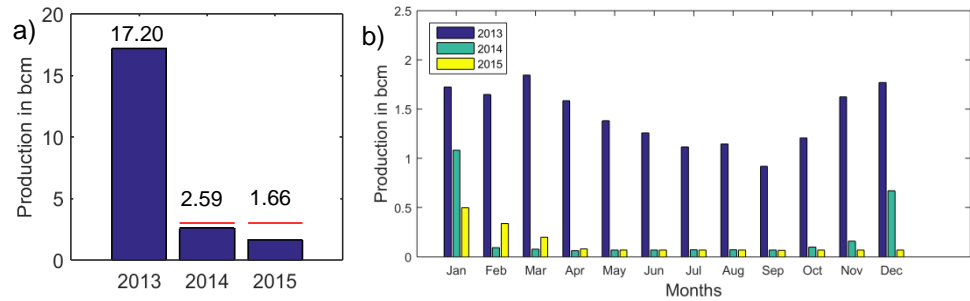 a)
Production in bcm
20
15
10
5
0
17.20
2.59
1.66
2013 2014 2015
b)
Production in bcm
2.5
2
1.5
1
0.5
0
2013
2014
2015
Jan Feb Mar Apr May Jun Jul Aug Sep Oct Nov Dec
Months